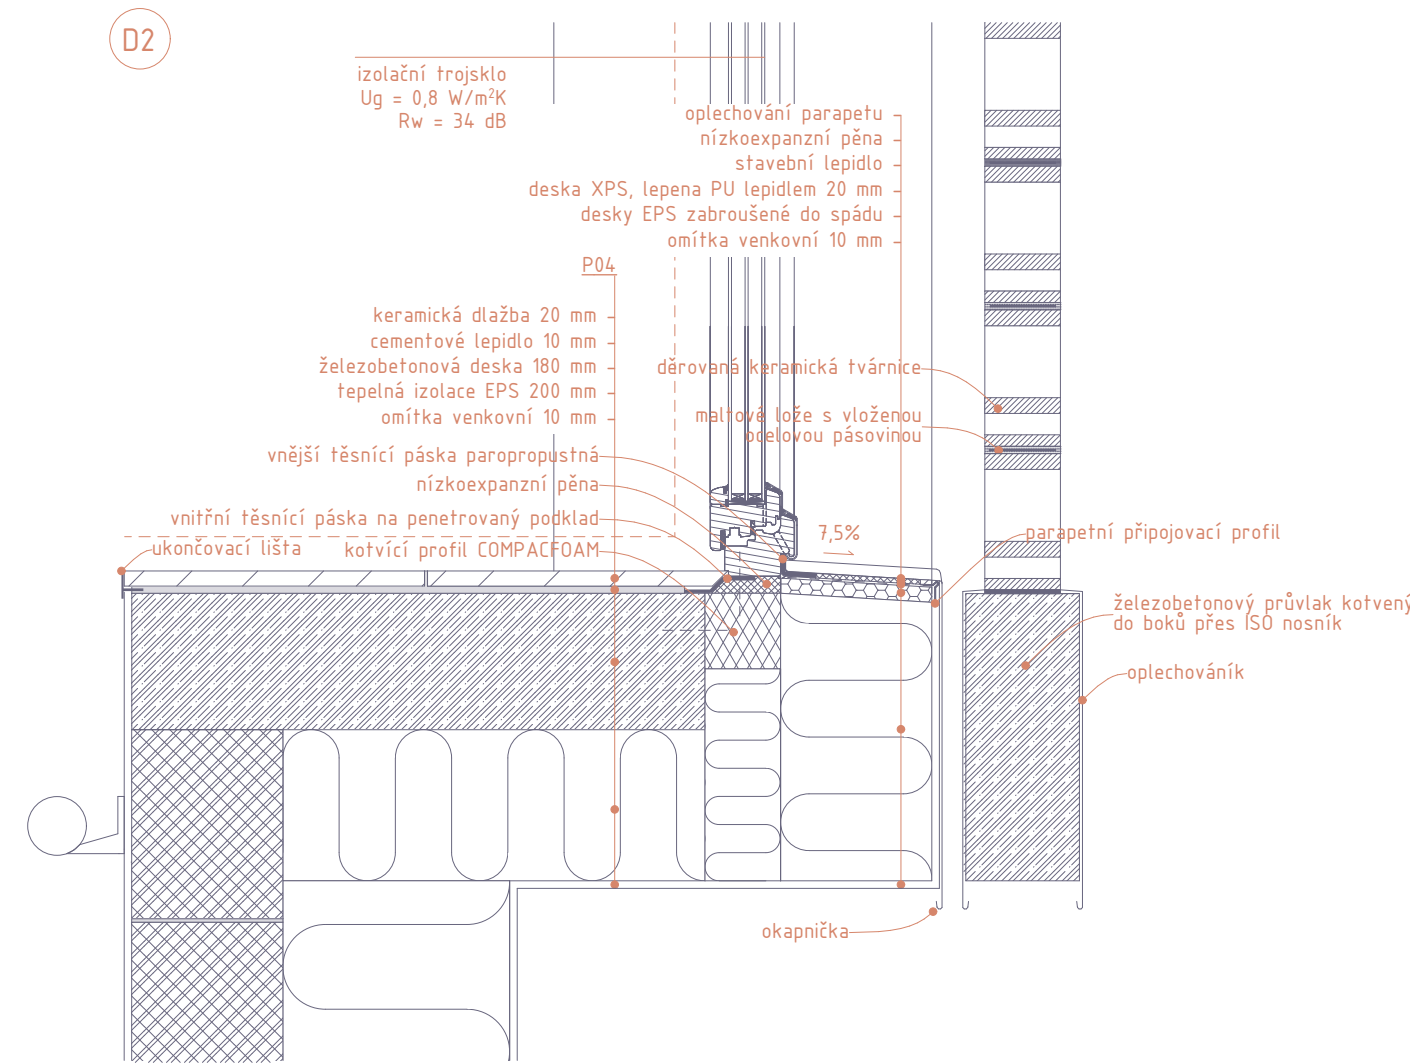 D2
izolační trojsklo
Ug = 0,8 W/m²K
Rw = 34 dB
oplechování parapetu
nízkoexpanzní pěna
stavební lepidlo
deska XPS, lepena PU lepidlem 20 mm
desky EPS zabroušené do spádu
omítka venkovní 10 mm
P04
keramická dlažba 20 mm
cementové lepidlo 10 mm
železobetonová deska 180 mm
tepelná izolace EPS 200 mm
omítka venkovní 10 mm
děrovaná keramická tvárnice
maltové lože s vloženou
ocelovou pásovinou
vnější těsnící páska paropropustná
nízkoexpanzní pěna
vnitřní těsnící páska na penetrovaný podklad
ukončovací lišta
kotvící profil COMPACFOAM
7,5%
parapetní připojovací profil
železobetonový průvlak kotvený
do boků přes ISO nosník
oplechováník
okapnička